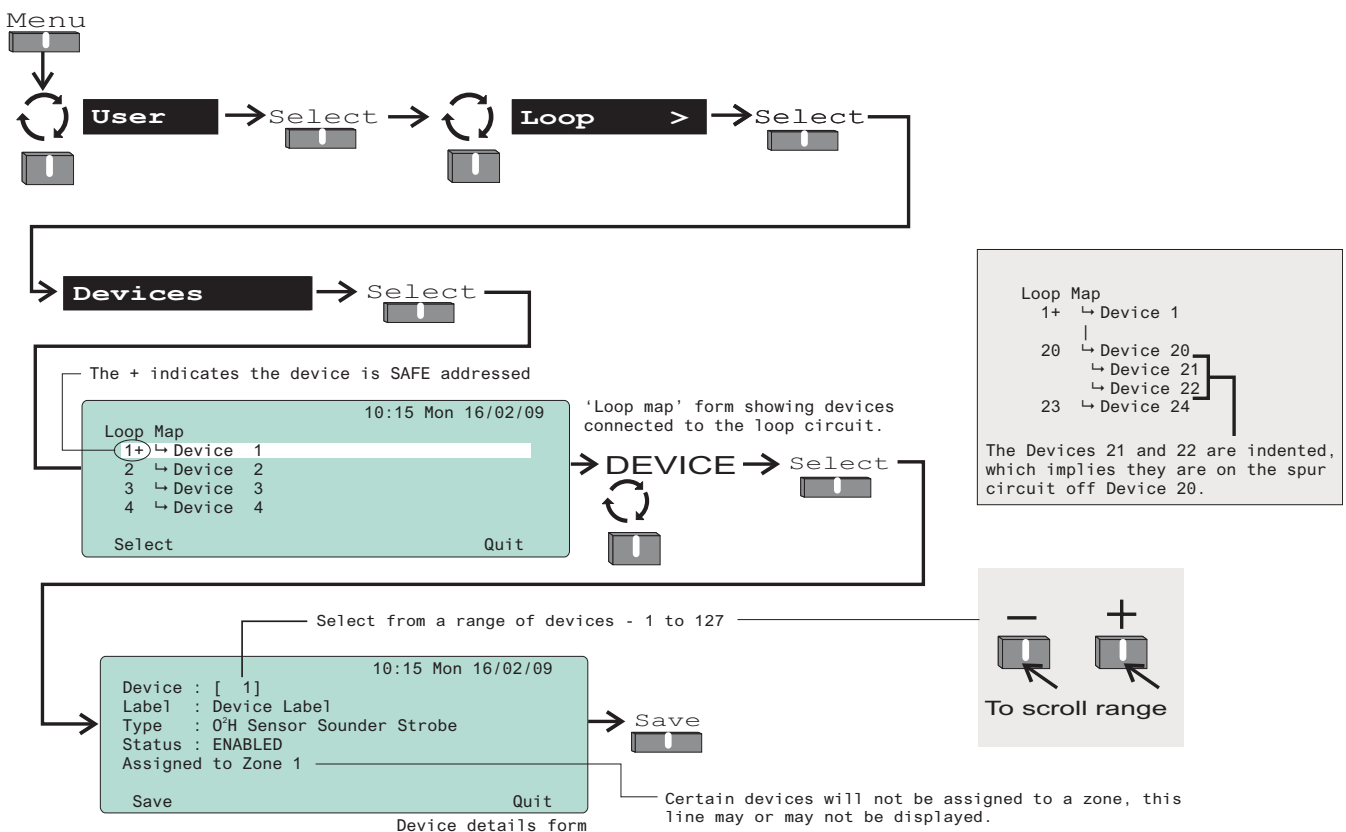 Menu
User
Select
Loop >
Select
Devices
Select
The + indicates the device is SAFE addressed
10:15 Mon 16/02/09
Loop Map
1+ ↳ Device 1
2 ↳ Device 2
3 ↳ Device 3
4 ↳ Device 4
Select Quit
'Loop map' form showing devices
connected to the loop circuit.
DEVICE
Select
Loop Map
1+ ↳ Device 1
|
20 ↳ Device 20
↳ Device 21
↳ Device 22
23 ↳ Device 24
The Devices 21 and 22 are indented,
which implies they are on the spur
circuit off Device 20.
Select from a range of devices - 1 to 127
- +
To scroll range
10:15 Mon 16/02/09
Device : [ 1]
Label : Device Label
Type : O²H Sensor Sounder Strobe
Status : ENABLED
Assigned to Zone 1
Save Quit
Save
Device details form
Certain devices will not be assigned to a zone, this
line may or may not be displayed.